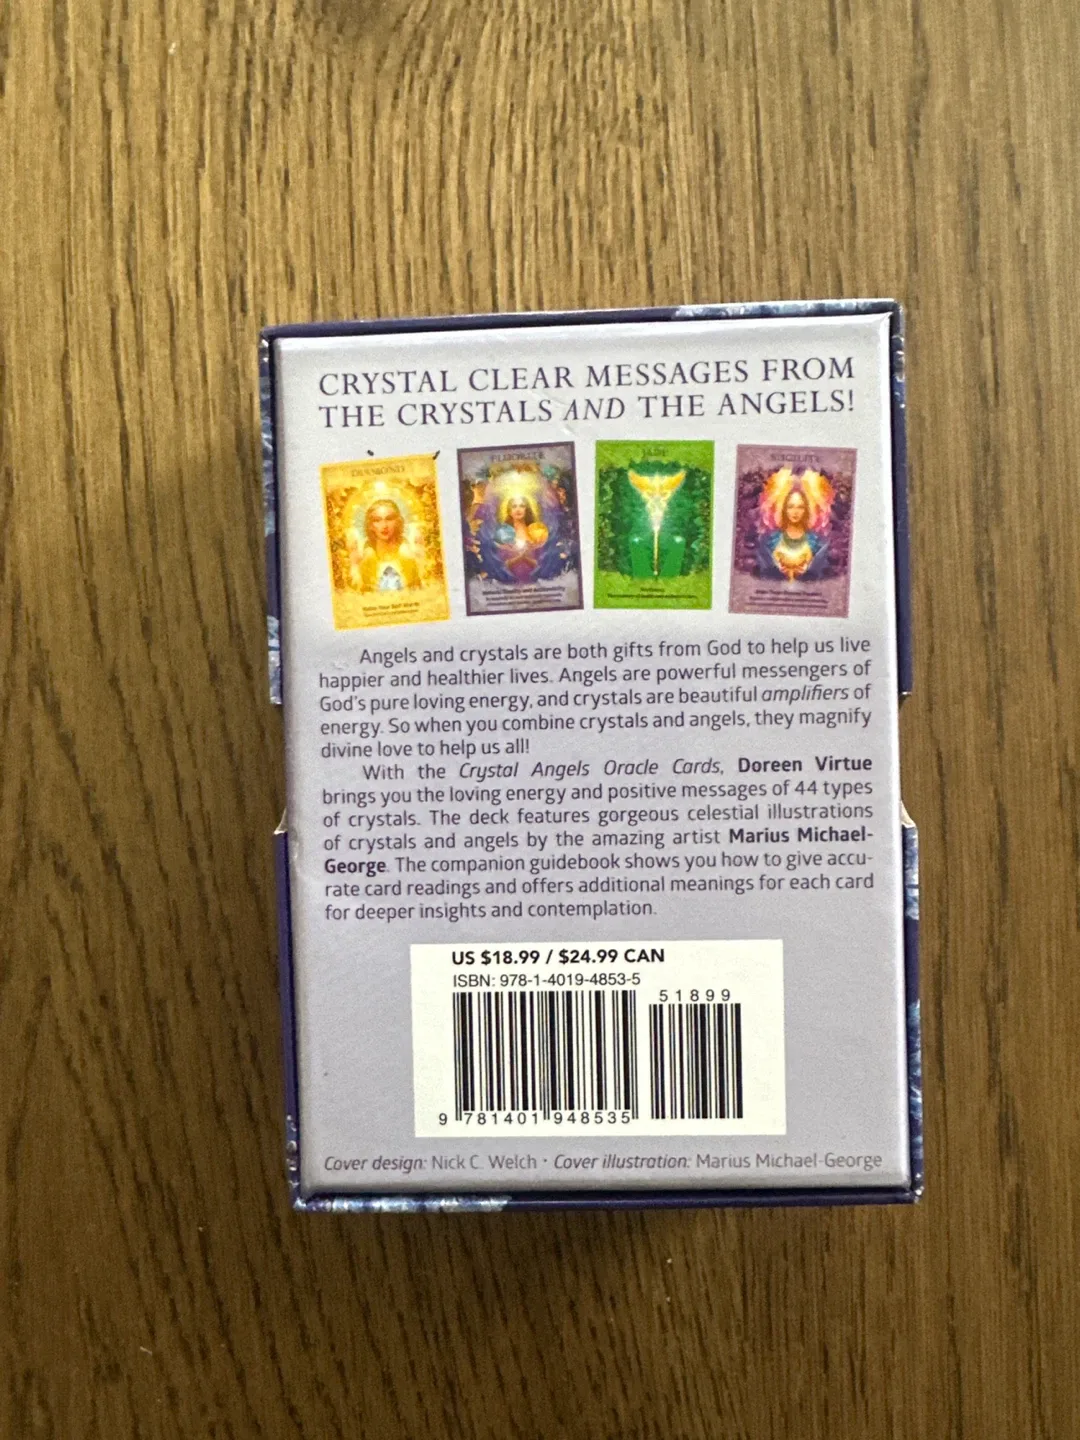 CRYSTAL CLEAR MESSAGES FROM
THE CRYSTALS AND THE ANGELS!
DIAMOND
FLUORITE
JADE
SUGILITE
Angels and crystals are both gifts from God to help us live
happier and healthier lives. Angels are powerful messengers of
God's pure loving energy, and crystals are beautiful amplifiers of
energy. So when you combine crystals and angels, they magnify
divine love to help us all!
With the Crystal Angels Oracle Cards, Doreen Virtue
brings you the loving energy and positive messages of 44 types
of crystals. The deck features gorgeous celestial illustrations
of crystals and angels by the amazing artist Marius Michael-
George. The companion guidebook shows you how to give accu-
rate card readings and offers additional meanings for each card
for deeper insights and contemplation.
US $18.99 / $24.99 CAN
ISBN: 978-1-4019-4853-5
51899
9 781401 948535
Cover design: Nick C. Welch · Cover illustration: Marius Michael-George